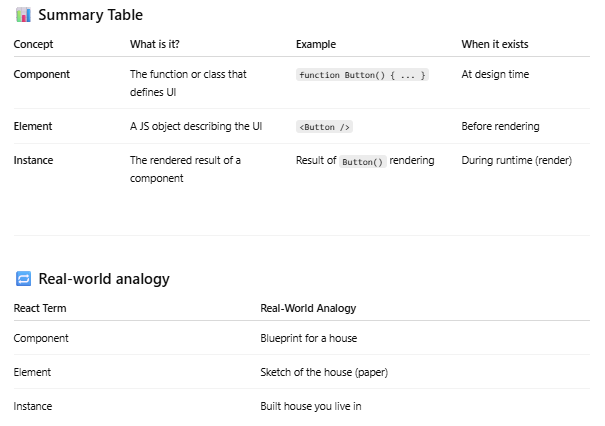 📊 Summary Table
Concept What is it? Example When it exists
Component The function or class that defines UI function Button() { ... } At design time
Element A JS object describing the UI <Button /> Before rendering
Instance The rendered result of a component Result of Button() rendering During runtime (render)
🔁 Real-world analogy
React Term Real-World Analogy
Component Blueprint for a house
Element Sketch of the house (paper)
Instance Built house you live in